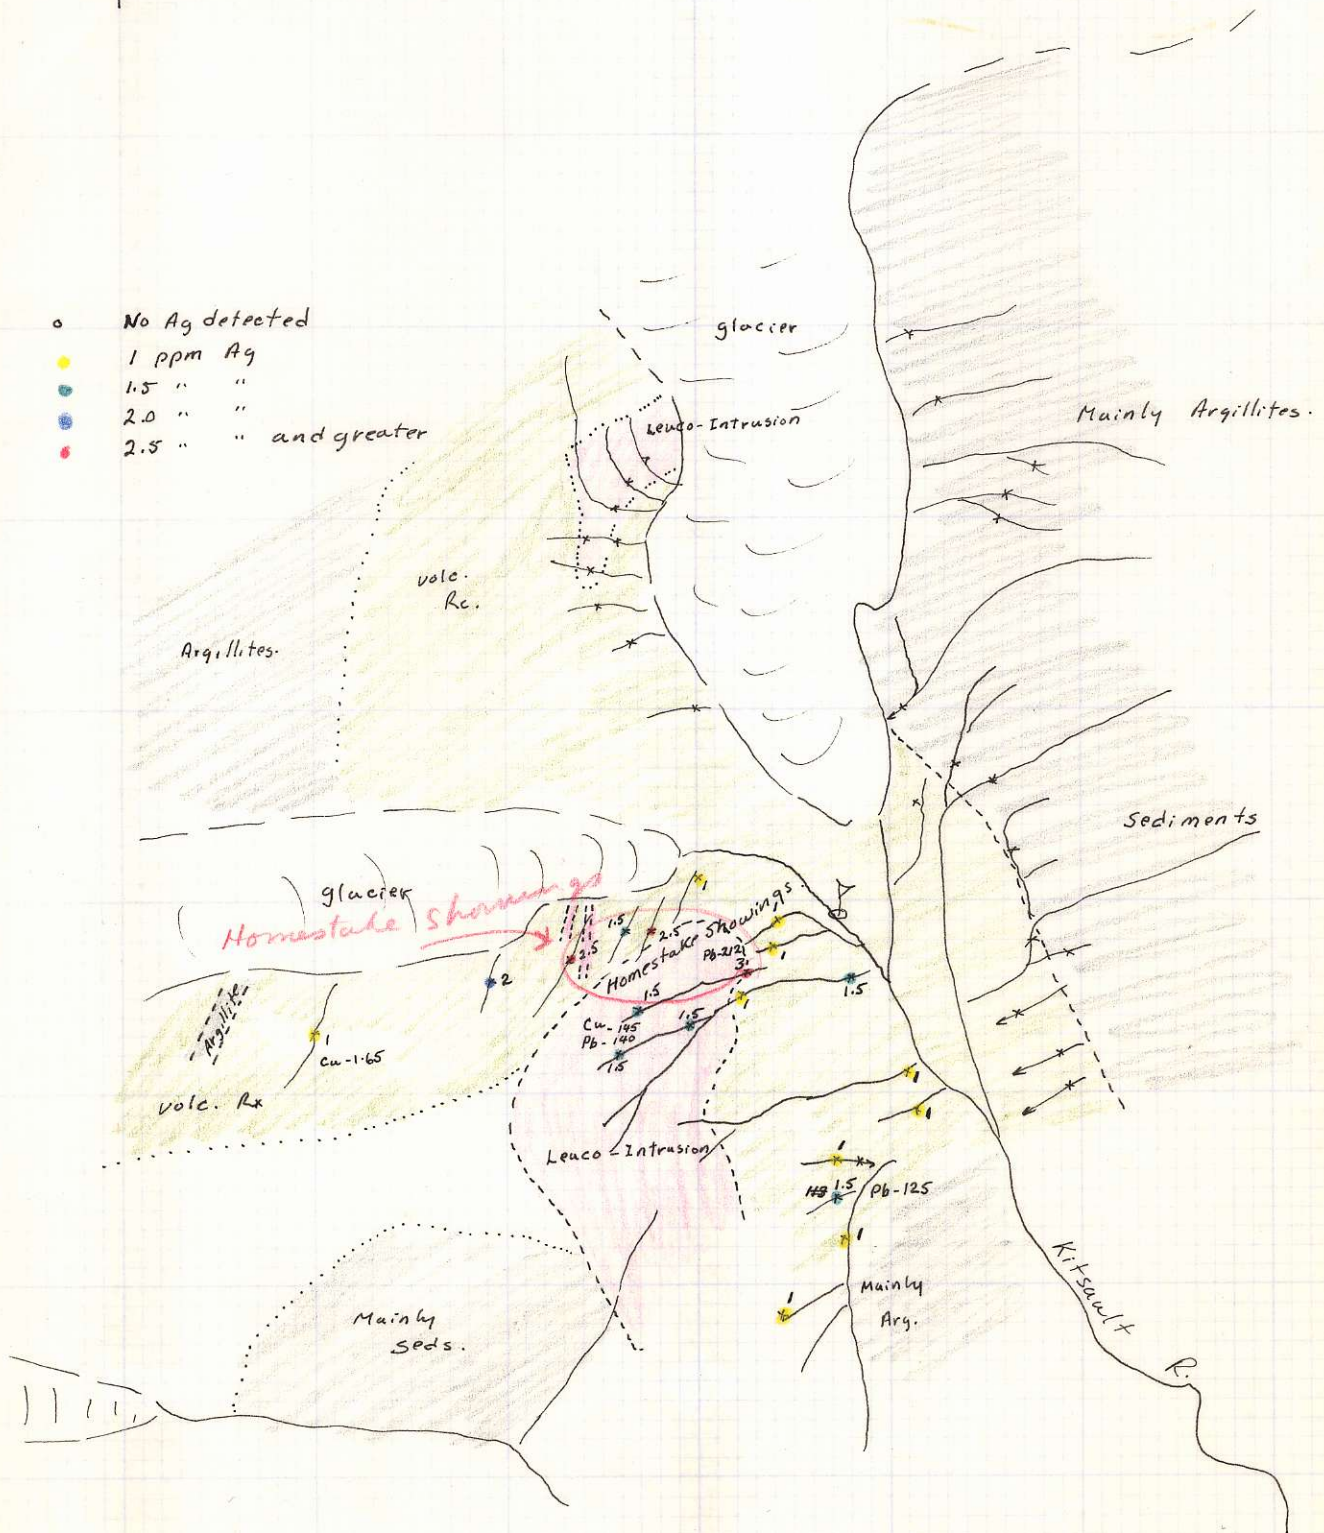 No Ag detected
1 ppm Ag
1.5 " "
2.0 " "
2.5 " " and greater
glacier
Leuco-Intrusion
Mainly Argillites.
Volc.
Rc.
Argillites.
Sediments
glacier
Homestake Showings
1
1.5
2.5
Homestake Showings.
2.5
Pb-212
1
3
2
1.5
1
1.5
Argillite
1
Cu-1.65
Cu-145
Pb-140
1.5
1.5
Volc. Rx
1
1
Leuco-Intrusion
1
1.5
Pb-125
1
1
Mainly
Arg.
Kitsault
R.
Mainly
Seds.